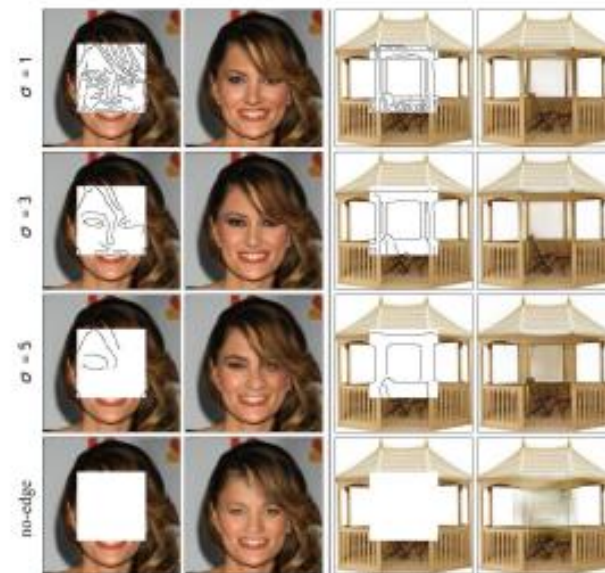 σ = 1
σ = 3
σ = 5
no-edge